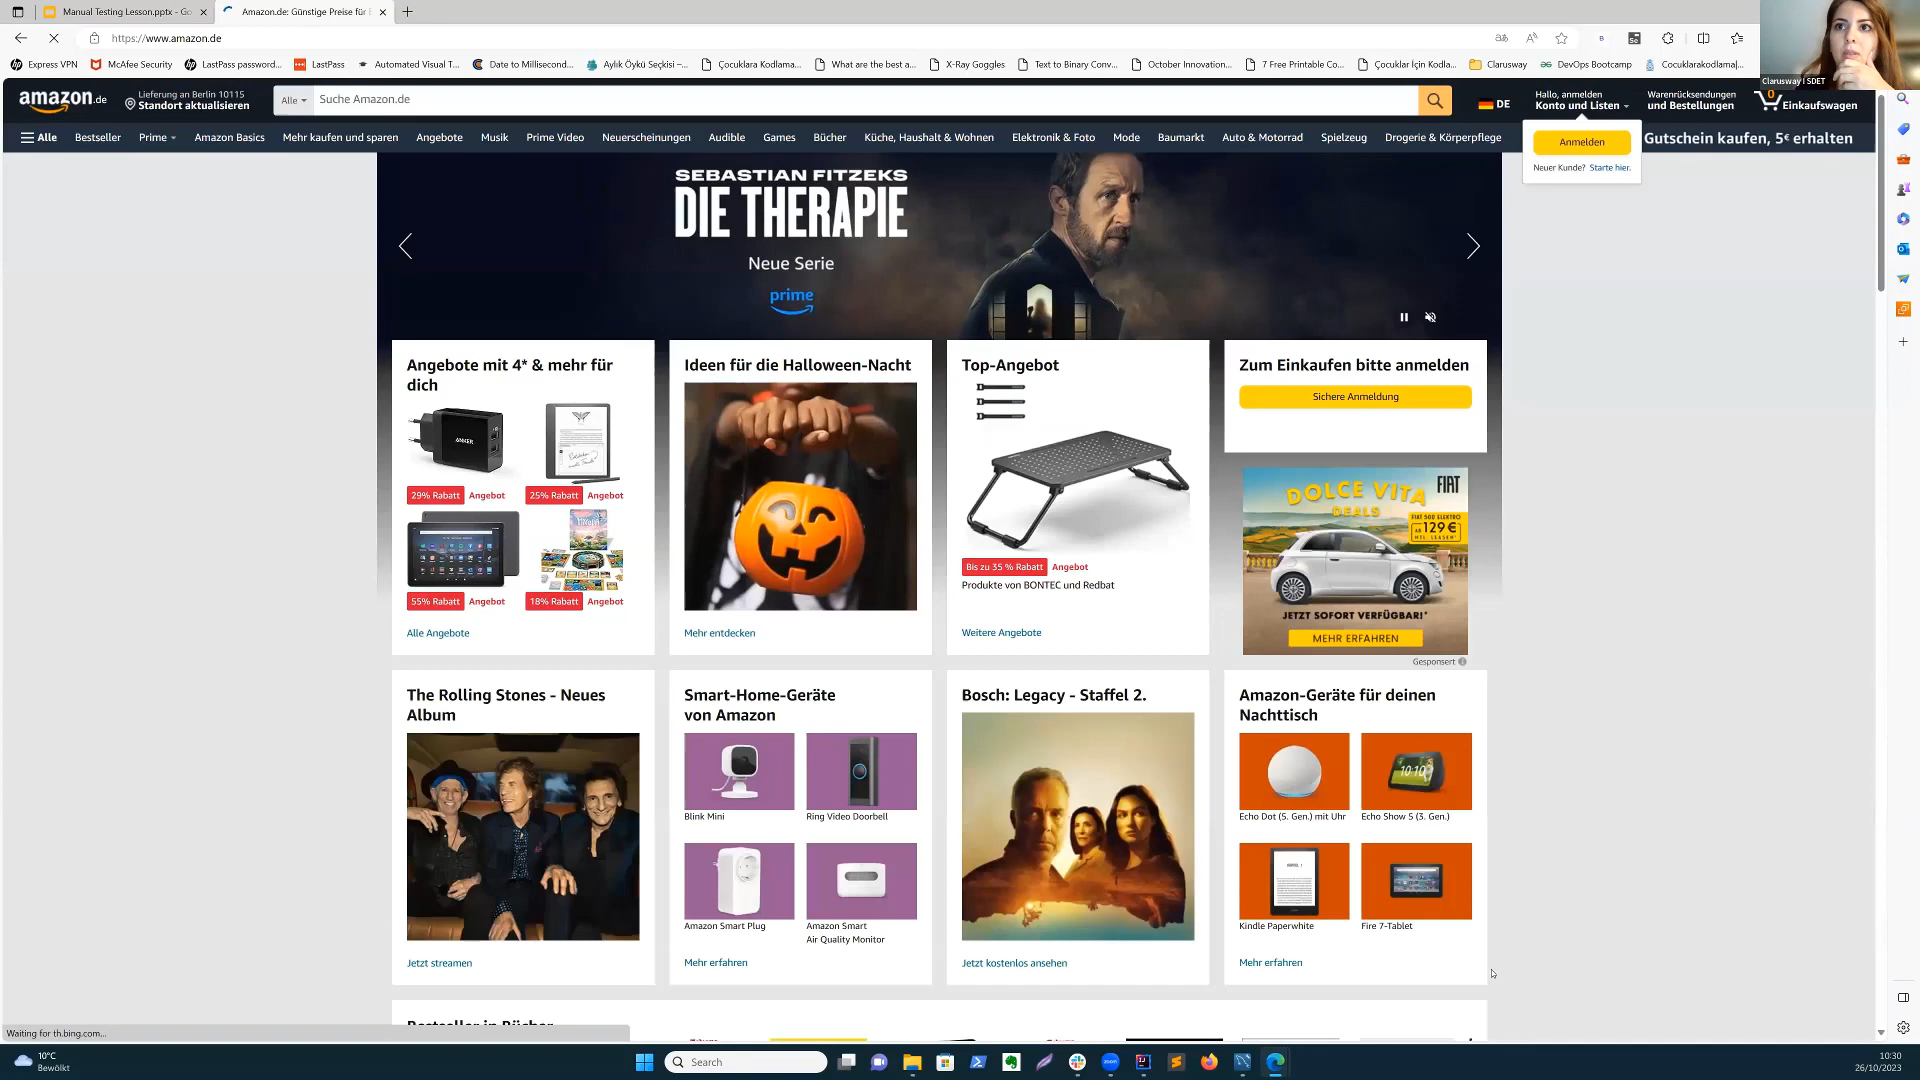 Manual Testing Lesson.pptx - Go
Amazon.de: Günstige Preise für E
https://www.amazon.de
Express VPN
McAfee Security
LastPass password...
LastPass
Automated Visual T...
Date to Millisecond...
Aylık Öykü Seçkisi –...
Çocuklara Kodlama...
What are the best a...
X-Ray Goggles
Text to Binary Conv...
October Innovation...
7 Free Printable Co...
Çocuklar İçin Kodla...
Clarusway
DevOps Bootcamp
Cocuklarakodlama|...
Clarusway I SDET
amazon.de
Lieferung an Berlin 10115
Standort aktualisieren
Alle
Suche Amazon.de
DE
Hallo, anmelden
Konto und Listen
Warenrücksendungen
und Bestellungen
0
Einkaufswagen
Alle
Bestseller
Prime
Amazon Basics
Mehr kaufen und sparen
Angebote
Musik
Prime Video
Neuerscheinungen
Audible
Games
Bücher
Küche, Haushalt & Wohnen
Elektronik & Foto
Mode
Baumarkt
Auto & Motorrad
Spielzeug
Drogerie & Körperpflege
Gutschein kaufen, 5€ erhalten
Anmelden
Neuer Kunde? Starte hier.
SEBASTIAN FITZEKS
DIE THERAPIE
Neue Serie
prime
Angebote mit 4* & mehr für
dich
ANKER
29% Rabatt Angebot
25% Rabatt Angebot
55% Rabatt Angebot
18% Rabatt Angebot
Alle Angebote
Ideen für die Halloween-Nacht
Mehr entdecken
Top-Angebot
Bis zu 35 % Rabatt Angebot
Produkte von BONTEC und Redbat
Weitere Angebote
Zum Einkaufen bitte anmelden
Sichere Anmeldung
DOLCE VITA
DEALS
FIAT
FIAT 500 ELEKTRO
AB 129 €
MTL. LEASEN¹
JETZT SOFORT VERFÜGBAR!*
MEHR ERFAHREN
Gesponsert
The Rolling Stones - Neues
Album
Jetzt streamen
Smart-Home-Geräte
von Amazon
Blink Mini
Ring Video Doorbell
Amazon Smart Plug
Amazon Smart
Air Quality Monitor
Mehr erfahren
Bosch: Legacy - Staffel 2.
Jetzt kostenlos ansehen
Amazon-Geräte für deinen
Nachttisch
10:10
Echo Dot (5. Gen.) mit Uhr
Echo Show 5 (3. Gen.)
Kindle Paperwhite
Fire 7-Tablet
Mehr erfahren
Bestseller in Bücher
Waiting for th.bing.com...
10°C
Bewölkt
Search
10:30
26/10/2023